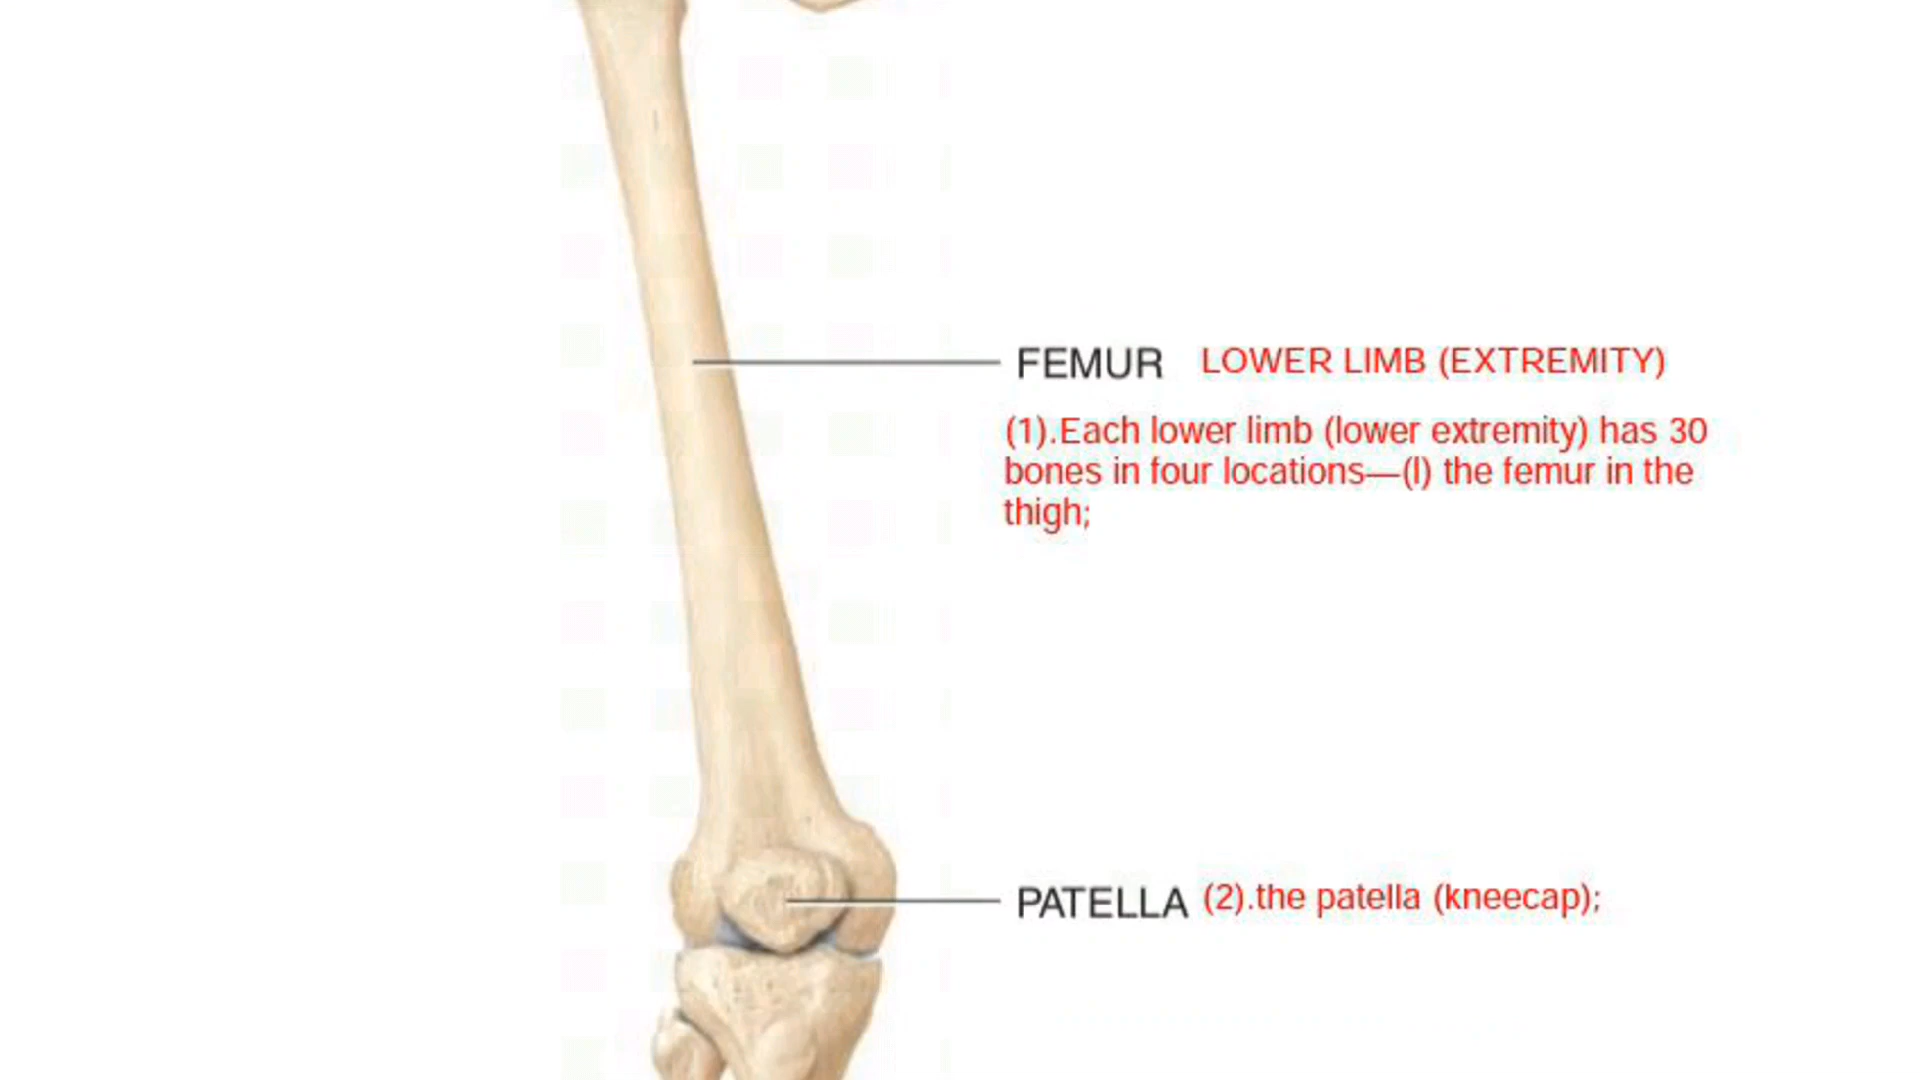 FEMUR LOWER LIMB (EXTREMITY)
(1).Each lower limb (lower extremity) has 30
bones in four locations—(l) the femur in the
thigh;
PATELLA (2).the patella (kneecap);